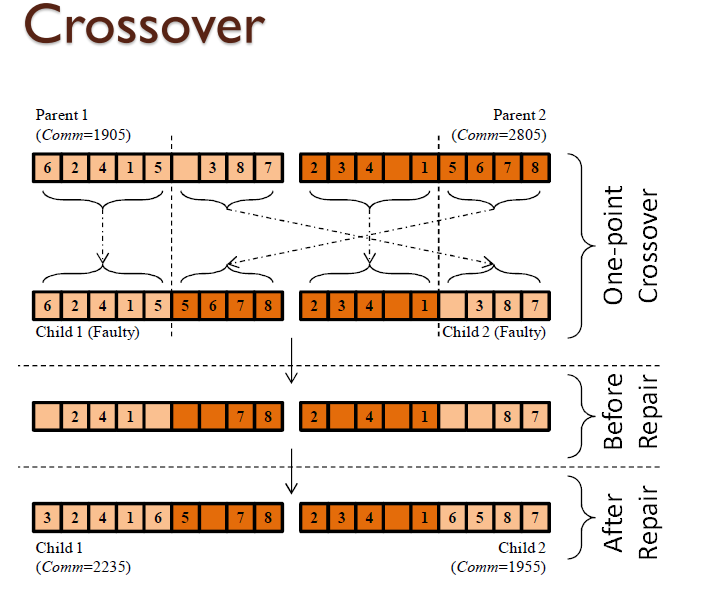 Crossover
Parent 1
(Comm=1905)
Parent 2
(Comm=2805)
6 2 4 1 5 3 8 7
2 3 4 1 5 6 7 8
One-point
Crossover
6 2 4 1 5 5 6 7 8
2 3 4 1 3 8 7
Child 1 (Faulty)
Child 2 (Faulty)
2 4 1 7 8
2 4 1 8 7
Before
Repair
3 2 4 1 6 5 7 8
2 3 4 1 6 5 8 7
After
Repair
Child 1
(Comm=2235)
Child 2
(Comm=1955)